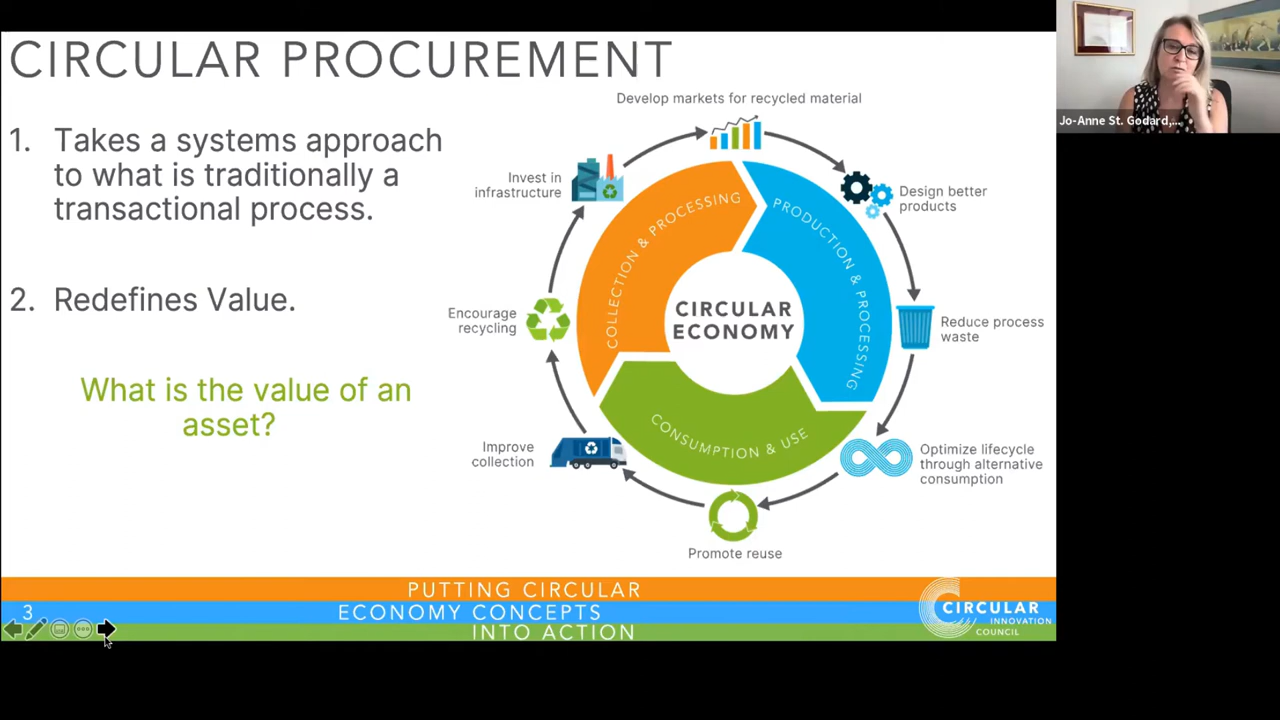 CIRCULAR PROCUREMENT
1. Takes a systems approach
to what is traditionally a
transactional process.
2. Redefines Value.
What is the value of an
asset?
Develop markets for recycled material
Design better
products
Reduce process
waste
Optimize lifecycle
through alternative
consumption
Promote reuse
Improve
collection
Encourage
recycling
Invest in
infrastructure
COLLECTION & PROCESSING
PRODUCTION & PROCESSING
CONSUMPTION & USE
CIRCULAR
ECONOMY
PUTTING CIRCULAR
ECONOMY CONCEPTS
INTO ACTION
3
CIRCULAR
INNOVATION
COUNCIL
Jo-Anne St. Godard,...